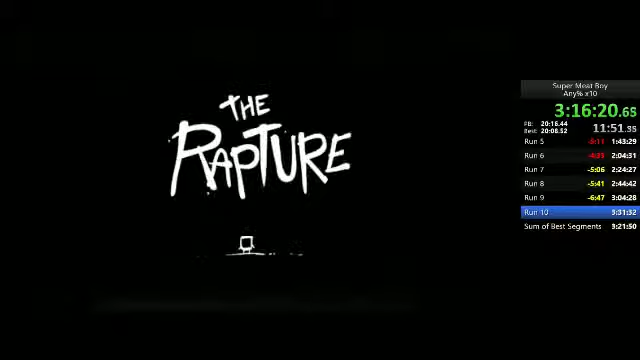 THE
RAPTURE
Super Meat Boy
Any% x10
3:16:20.65
PB: 20:16.44 11:51.35
Best: 20:08.52
Run 5 -5:11 1:43:29
Run 6 -4:33 2:04:31
Run 7 -5:06 2:24:27
Run 8 -5:41 2:44:42
Run 9 -6:47 3:04:28
Run 10 3:31:32
Sum of Best Segments 3:21:50